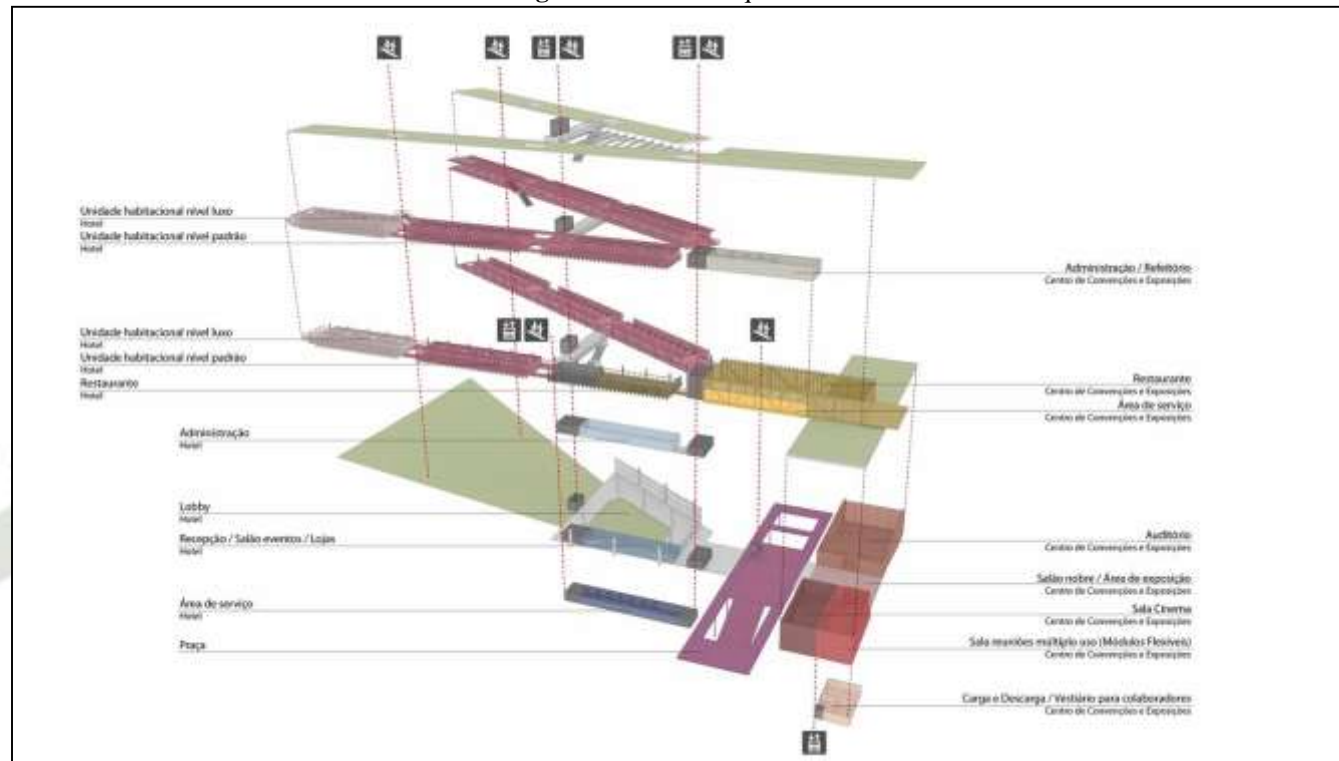 Unidade habitacional nível luxo
Hotel
Unidade habitacional nível padrão
Hotel
Administração / Refeitório
Centro de Convenções e Exposições
Unidade habitacional nível luxo
Hotel
Unidade habitacional nível padrão
Hotel
Restaurante
Hotel
Restaurante
Centro de Convenções e Exposições
Área de serviço
Centro de Convenções e Exposições
Administração
Hotel
Lobby
Hotel
Recepção / Salão eventos / Lojas
Hotel
Área de serviço
Hotel
Praça
Auditório
Centro de Convenções e Exposições
Salão nobre / Área de exposição
Centro de Convenções e Exposições
Sala Cinema
Centro de Convenções e Exposições
Sala reuniões múltiplo uso (Módulos Flexíveis)
Centro de Convenções e Exposições
Carga e Descarga / Vestiário para colaboradores
Centro de Convenções e Exposições